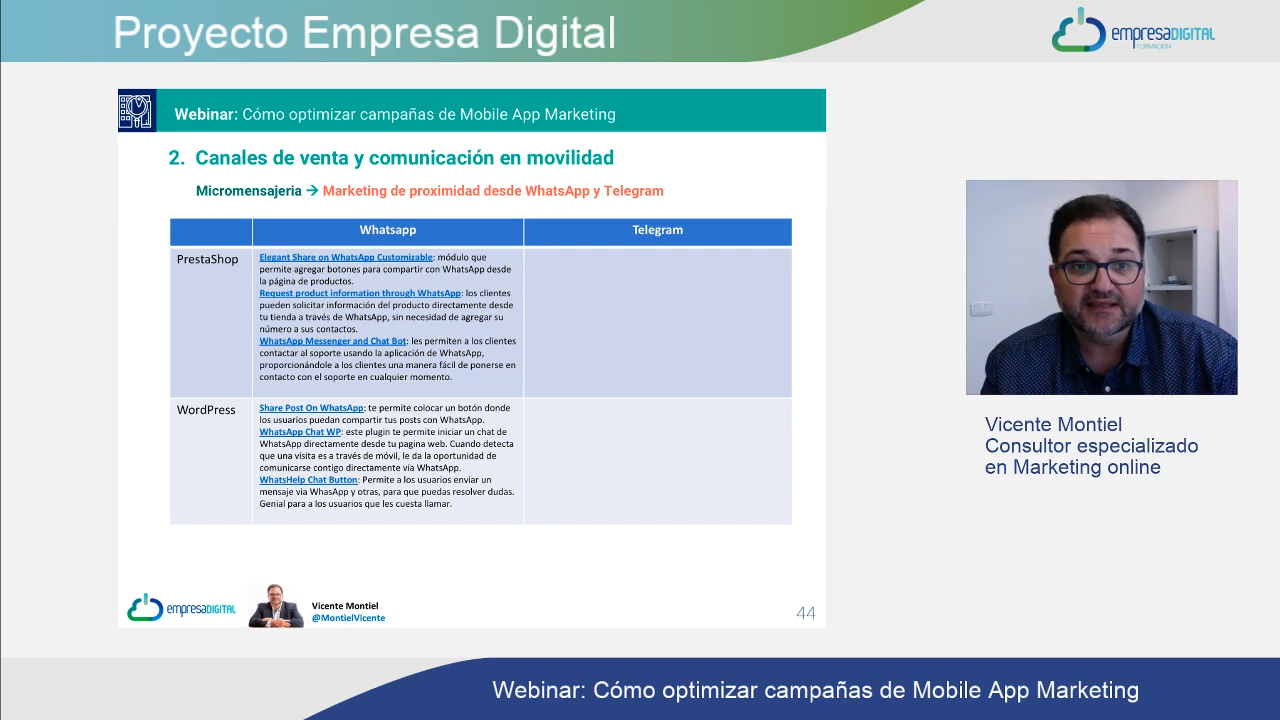 Proyecto Empresa Digital
empresaDIGITAL
FORMACIÓN
Webinar: Cómo optimizar campañas de Mobile App Marketing
2. Canales de venta y comunicación en movilidad
Micromensajeria → Marketing de proximidad desde WhatsApp y Telegram
Whatsapp
Telegram
PrestaShop
Elegant Share on WhatsApp Customizable: módulo que
permite agregar botones para compartir con WhatsApp desde
la página de productos.
Request product information through WhatsApp: los clientes
pueden solicitar información del producto directamente desde
tu tienda a través de WhatsApp, sin necesidad de agregar su
número a sus contactos.
WhatsApp Messenger and Chat Bot: les permiten a los clientes
contactar al soporte usando la aplicación de WhatsApp,
proporcionándole a los clientes una manera fácil de ponerse en
contacto con el soporte en cualquier momento.
WordPress
Share Post On WhatsApp: te permite colocar un botón donde
los usuarios puedan compartir tus posts con WhatsApp.
WhatsApp Chat WP: este plugin te permite iniciar un chat de
WhatsApp directamente desde tu pagina web. Cuando detecta
que una visita es a través de móvil, le da la oportunidad de
comunicarse contigo directamente vía WhatsApp.
WhatsHelp Chat Button: Permite a los usuarios enviar un
mensaje via WhasApp y otras, para que puedas resolver dudas.
Genial para a los usuarios que les cuesta llamar.
empresaDIGITAL
Vicente Montiel
@MontielVicente
44
Vicente Montiel
Consultor especializado
en Marketing online
Webinar: Cómo optimizar campañas de Mobile App Marketing